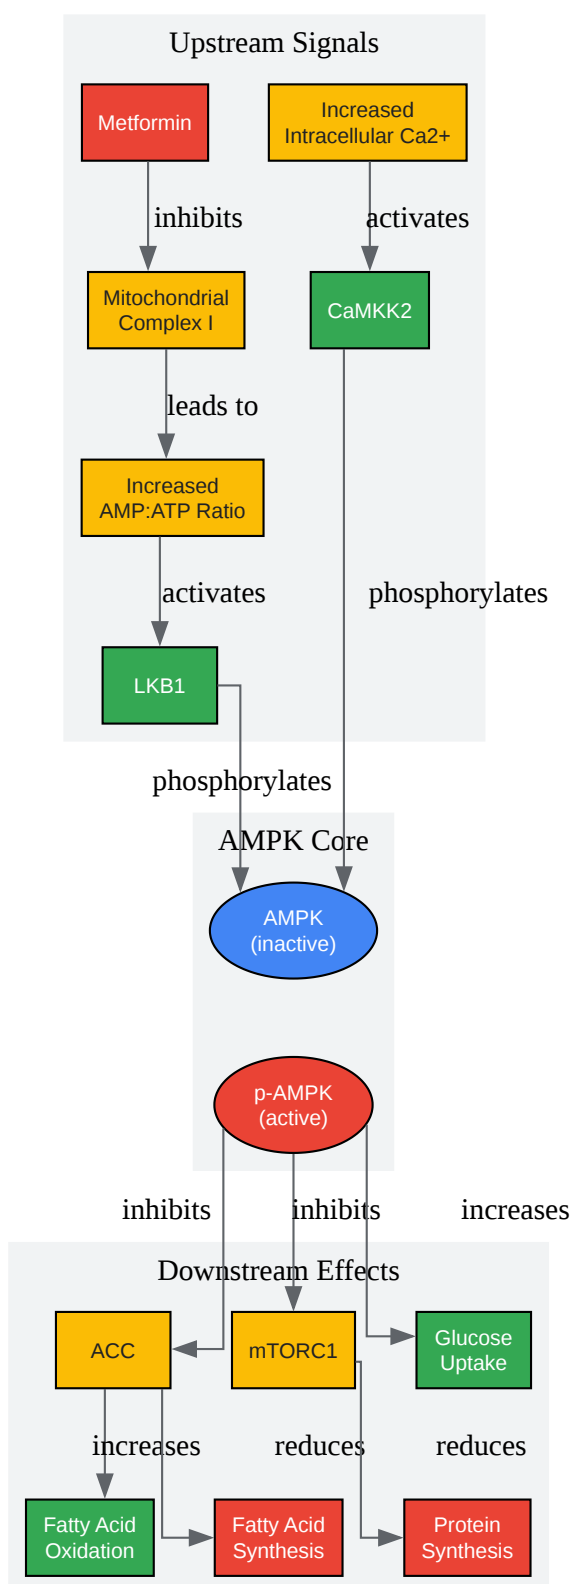 Upstream Signals
Metformin
Increased
Intracellular Ca2+
inhibits
activates
Mitochondrial
Complex I
CaMKK2
leads to
Increased
AMP:ATP Ratio
activates
phosphorylates
LKB1
phosphorylates
AMPK Core
AMPK
(inactive)
p-AMPK
(active)
inhibits
inhibits
increases
Downstream Effects
ACC
mTORC1
Glucose
Uptake
increases
reduces
reduces
Fatty Acid
Oxidation
Fatty Acid
Synthesis
Protein
Synthesis